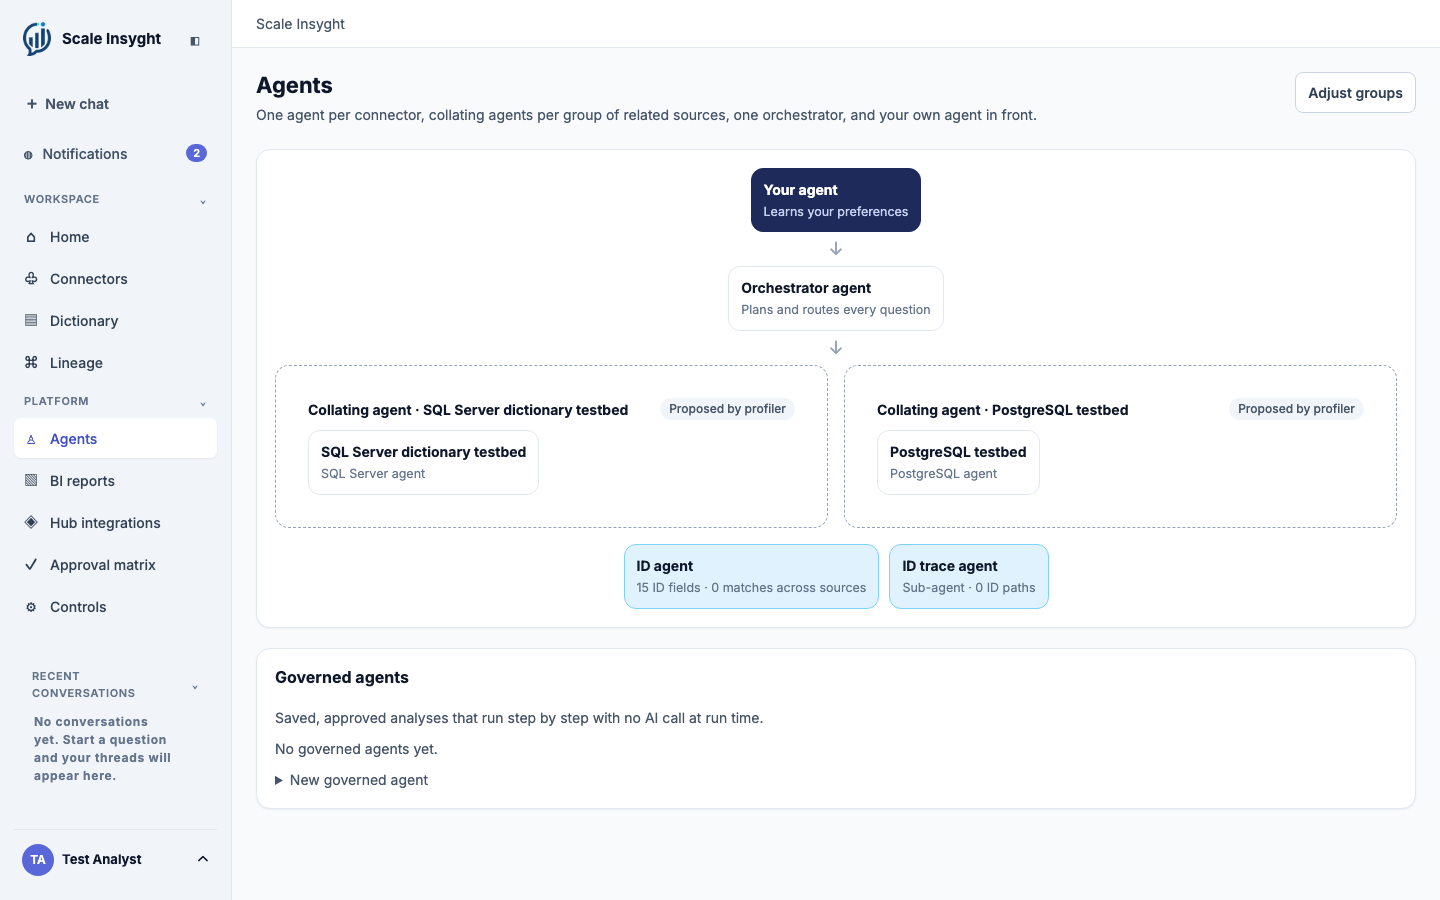 Scale Insyght
+ New chat
Notifications
2
WORKSPACE
Home
Connectors
Dictionary
Lineage
PLATFORM
Agents
BI reports
Hub integrations
Approval matrix
Controls
RECENT
CONVERSATIONS
No conversations
yet. Start a question
and your threads will
appear here.
TA
Test Analyst
Scale Insyght
Agents
One agent per connector, collating agents per group of related sources, one orchestrator, and your own agent in front.
Adjust groups
Your agent
Learns your preferences
Orchestrator agent
Plans and routes every question
Collating agent · SQL Server dictionary testbed
Proposed by profiler
SQL Server dictionary testbed
SQL Server agent
Collating agent · PostgreSQL testbed
Proposed by profiler
PostgreSQL testbed
PostgreSQL agent
ID agent
15 ID fields · 0 matches across sources
ID trace agent
Sub-agent · 0 ID paths
Governed agents
Saved, approved analyses that run step by step with no AI call at run time.
No governed agents yet.
New governed agent